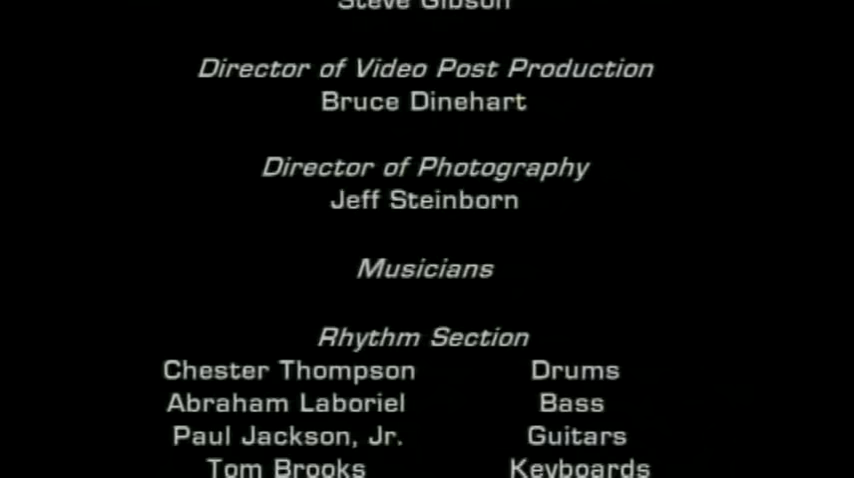 Steve Gibson
Director of Video Post Production
Bruce Dinehart
Director of Photography
Jeff Steinborn
Musicians
Rhythm Section
Chester Thompson Drums
Abraham Laboriel Bass
Paul Jackson, Jr. Guitars
Tom Brooks Keyboards